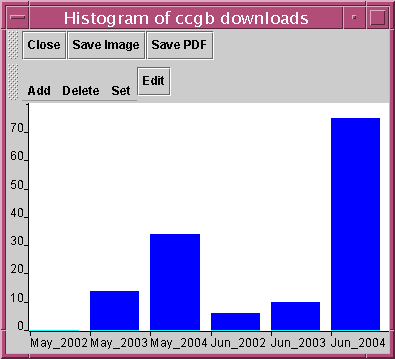 Histogram of ccgb downloads
Close Save Image Save PDF
Add Delete Set Edit
70
60
50
40
30
20
10
0
May_2002 May_2003 May_2004 Jun_2002 Jun_2003 Jun_2004